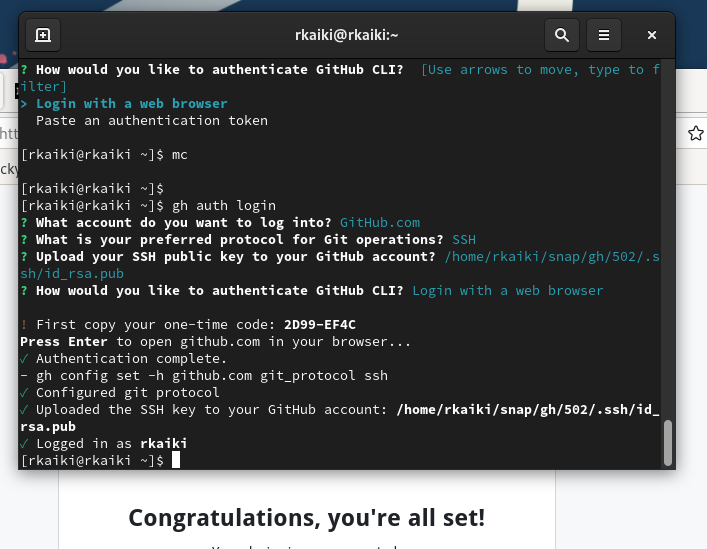 rkaiki@rkaiki:~
? How would you like to authenticate GitHub CLI?  [Use arrows to move, type to f
ilter]
> Login with a web browser
  Paste an authentication token
[rkaiki@rkaiki ~]$ mc
[rkaiki@rkaiki ~]$
[rkaiki@rkaiki ~]$ gh auth login
? What account do you want to log into? GitHub.com
? What is your preferred protocol for Git operations? SSH
? Upload your SSH public key to your GitHub account? /home/rkaiki/snap/gh/502/.s
sh/id_rsa.pub
? How would you like to authenticate GitHub CLI? Login with a web browser
! First copy your one-time code: 2D99-EF4C
Press Enter to open github.com in your browser...
✓ Authentication complete.
- gh config set -h github.com git_protocol ssh
✓ Configured git protocol
✓ Uploaded the SSH key to your GitHub account: /home/rkaiki/snap/gh/502/.ssh/id_
rsa.pub
✓ Logged in as rkaiki
[rkaiki@rkaiki ~]$
Congratulations, you're all set!